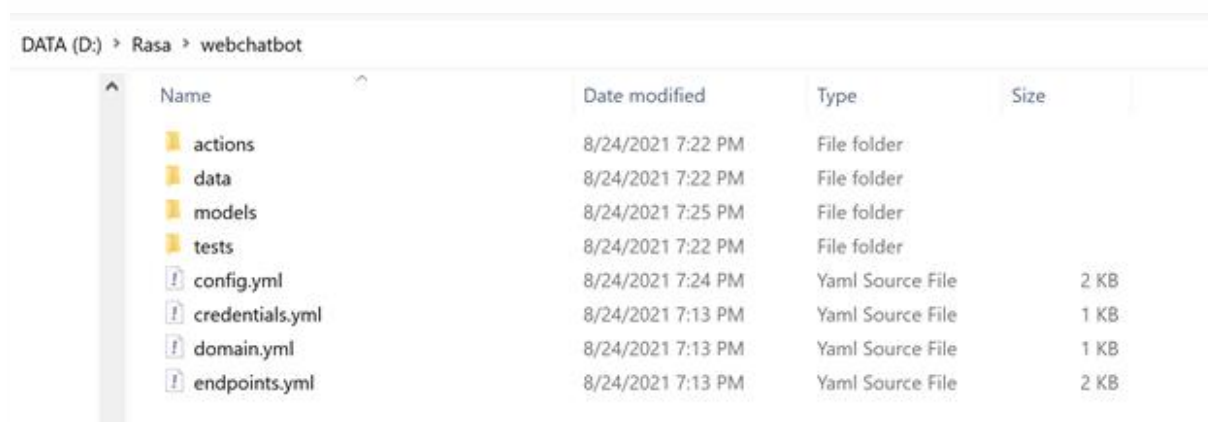 DATA (D:) > Rasa > webchatbot
Name Date modified Type Size
actions 8/24/2021 7:22 PM File folder
data 8/24/2021 7:22 PM File folder
models 8/24/2021 7:25 PM File folder
tests 8/24/2021 7:22 PM File folder
config.yml 8/24/2021 7:24 PM Yaml Source File 2 KB
credentials.yml 8/24/2021 7:13 PM Yaml Source File 1 KB
domain.yml 8/24/2021 7:13 PM Yaml Source File 1 KB
endpoints.yml 8/24/2021 7:13 PM Yaml Source File 2 KB